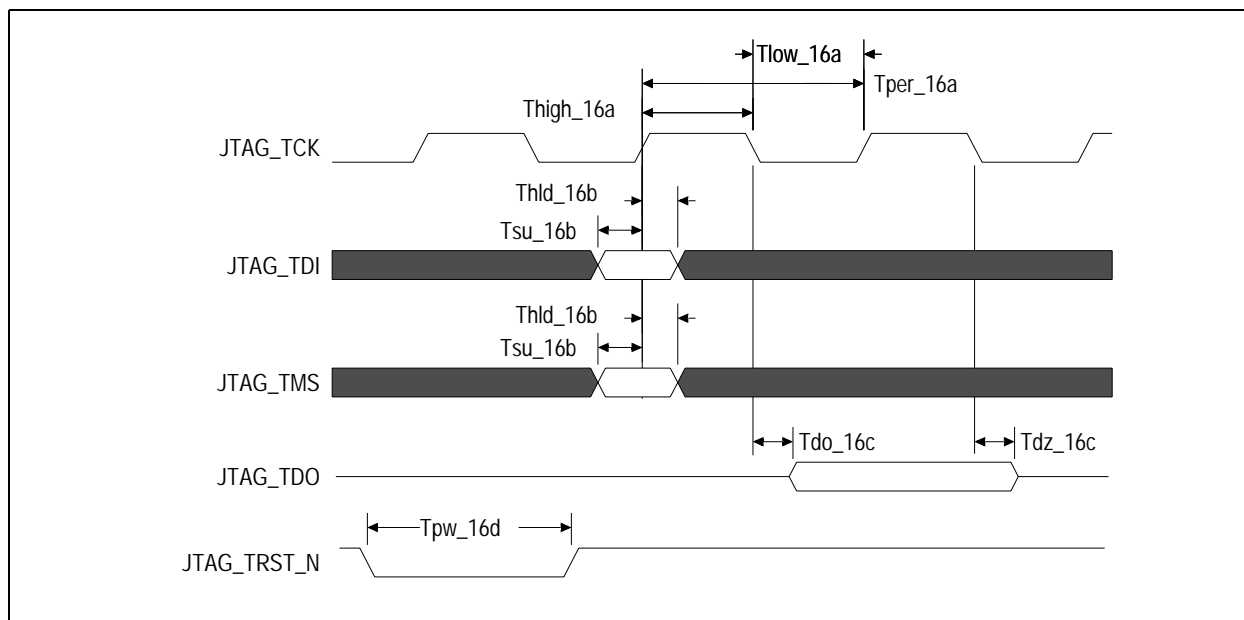 Tlow_16a
Tper_16a
Thigh_16a
JTAG_TCK
Thld_16b
Tsu_16b
JTAG_TDI
Thld_16b
Tsu_16b
JTAG_TMS
Tdo_16c
Tdz_16c
JTAG_TDO
Tpw_16d
JTAG_TRST_N